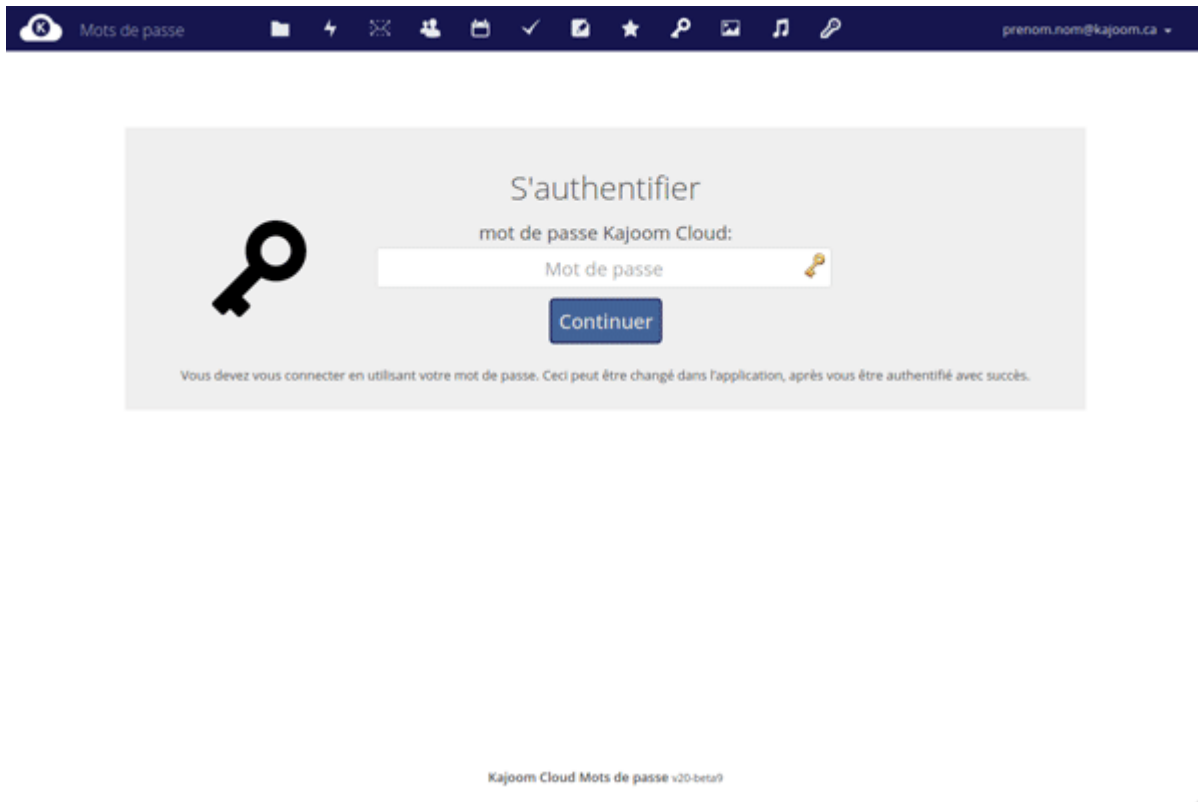 K
Mots de passe
prenom.nom@kajoom.ca
S'authentifier
mot de passe Kajoom Cloud:
Mot de passe
Continuer
Vous devez vous connecter en utilisant votre mot de passe. Ceci peut être changé dans l'application, après vous être authentifié avec succès.
Kajoom Cloud Mots de passe v20-beta9